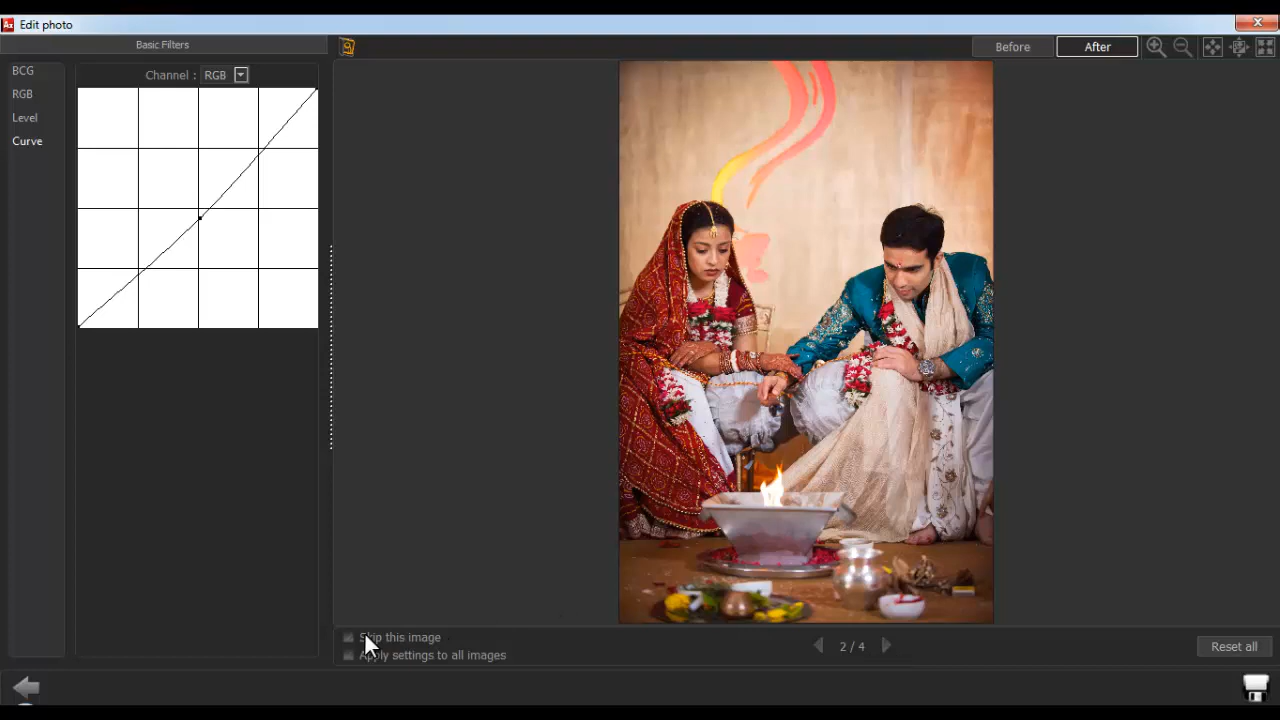 Edit photo
Basic Filters
Before
After
BCG
RGB
Level
Curve
Channel : RGB
Skip this image
Apply settings to all images
2 / 4
Reset all